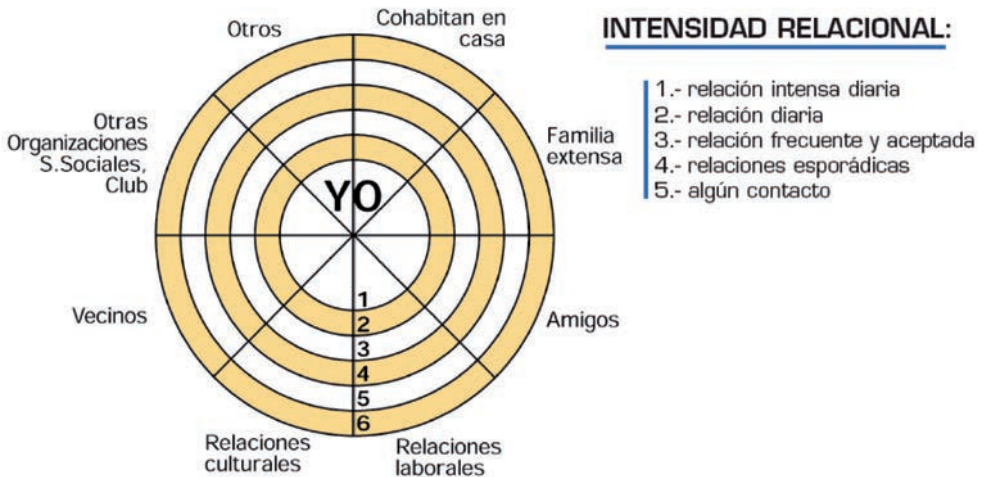 Otros
Cohabitan en
casa
Otras
Organizaciones
S.Sociales,
Club
Familia
extensa
YO
Vecinos
Amigos
1
2
3
4
5
6
Relaciones
culturales
Relaciones
laborales
INTENSIDAD RELACIONAL:
1.- relación intensa diaria
2.- relación diaria
3.- relación frecuente y aceptada
4.- relaciones esporádicas
5.- algún contacto